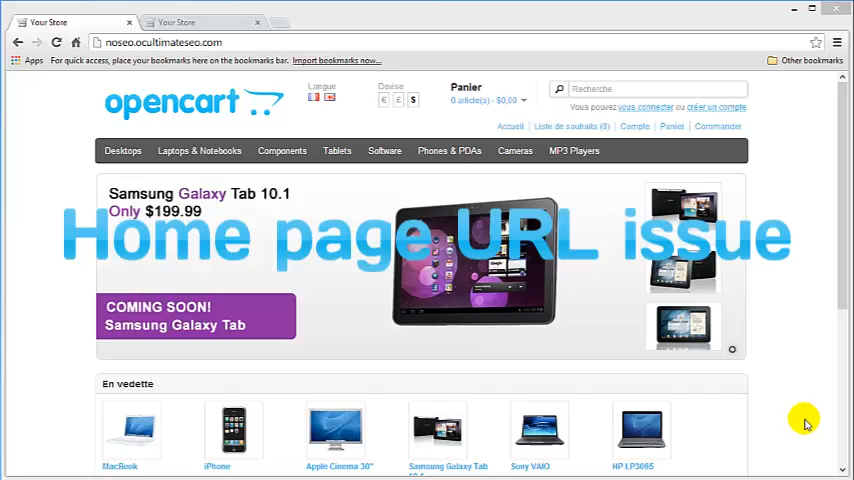 Your Store
Your Store
noseo.ocultimateseo.com
Apps For quick access, place your bookmarks here on the bookmarks bar. Import bookmarks now... Other bookmarks
opencart
Langue
Devise
€ £ $
Panier
0 article(s) - $0,00
Recherche
Vous pouvez vous connecter ou créer un compte.
Accueil Liste de souhaits (0) Compte Panier Commander
Desktops Laptops & Notebooks Components Tablets Software Phones & PDAs Cameras MP3 Players
Samsung Galaxy Tab 10.1
Only $199.99
Home page URL issue
COMING SOON!
Samsung Galaxy Tab
En vedette
MacBook iPhone Apple Cinema 30" Samsung Galaxy Tab Sony VAIO HP LP3065
10.1